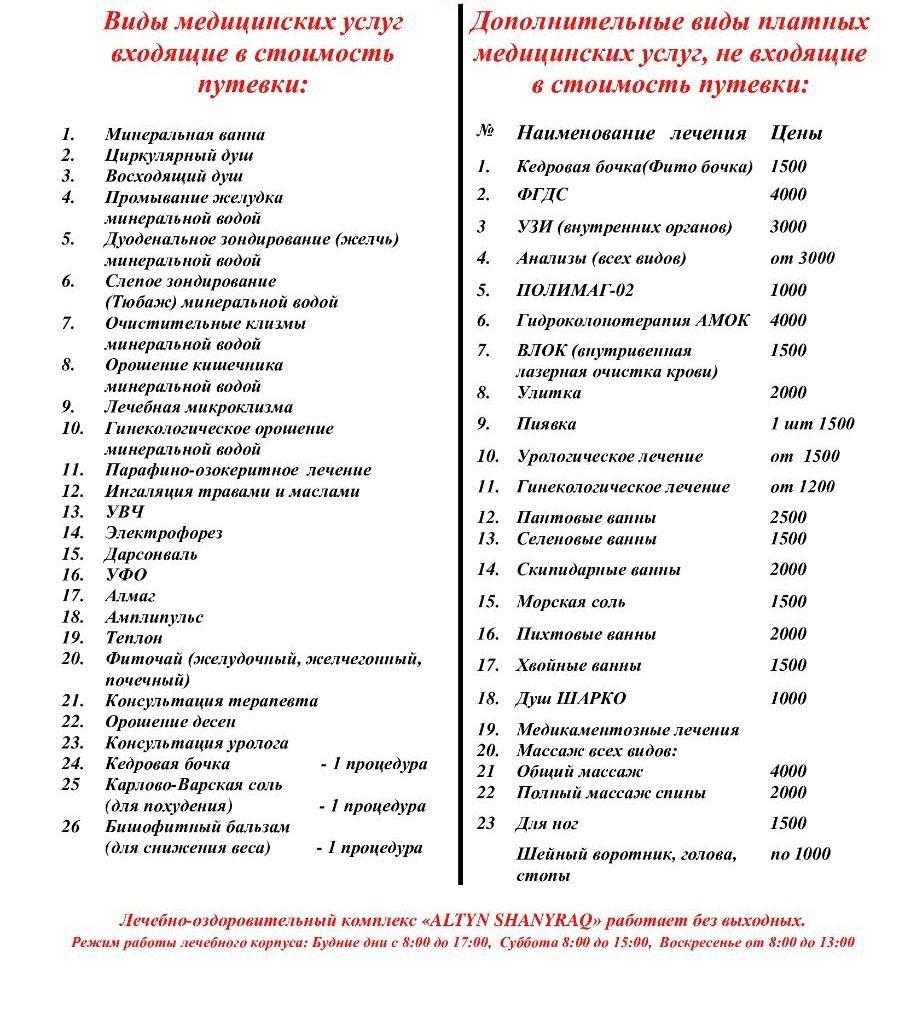 Виды медицинских услуг
входящие в стоимость
путевки:
1. Минеральная ванна
2. Циркулярный душ
3. Восходящий душ
4. Промывание желудка
минеральной водой
5. Дуоденальное зондирование (желчь)
минеральной водой
6. Слепое зондирование
(Тюбаж) минеральной водой
7. Очистительные клизмы
минеральной водой
8. Орошение кишечника
минеральной водой
9. Лечебная микроклизма
10. Гинекологическое орошение
минеральной водой
11. Парафино-озокеритное лечение
12. Ингаляция травами и маслами
13. УВЧ
14. Электрофорез
15. Дарсонваль
16. УФО
17. Алмаг
18. Амплипульс
19. Теплон
20. Фиточай (желудочный, желчегонный,
почечный)
21. Консультация терапевта
22. Орошение десен
23. Консультация уролога
24. Кедровая бочка - 1 процедура
25 Карлово-Варская соль
(для похудения) - 1 процедура
26 Бишофитный бальзам
(для снижения веса) - 1 процедура
Дополнительные виды платных
медицинских услуг, не входящие
в стоимость путевки:
№ Наименование лечения Цены
1. Кедровая бочка(Фито бочка) 1500
2. ФГДС 4000
3 УЗИ (внутренних органов) 3000
4. Анализы (всех видов) от 3000
5. ПОЛИМАГ-02 1000
6. Гидроколонотерапия АМОК 4000
7. ВЛОК (внутривенная 1500
лазерная очистка крови)
8. Улитка 2000
9. Пиявка 1 шт 1500
10. Урологическое лечение от 1500
11. Гинекологическое лечение от 1200
12. Пантовые ванны 2500
13. Селеновые ванны 1500
14. Скипидарные ванны 2000
15. Морская соль 1500
16. Пихтовые ванны 2000
17. Хвойные ванны 1500
18. Душ ШАРКО 1000
19. Медикаментозные лечения
20. Массаж всех видов:
21 Общий массаж 4000
22 Полный массаж спины 2000
23 Для ног 1500
Шейный воротник, голова, по 1000
стопы
Лечебно-оздоровительный комплекс «ALTYN SHANYRAQ» работает без выходных.
Режим работы лечебного корпуса: Будние дни с 8:00 до 17:00, Суббота 8:00 до 15:00, Воскресенье от 8:00 до 13:00